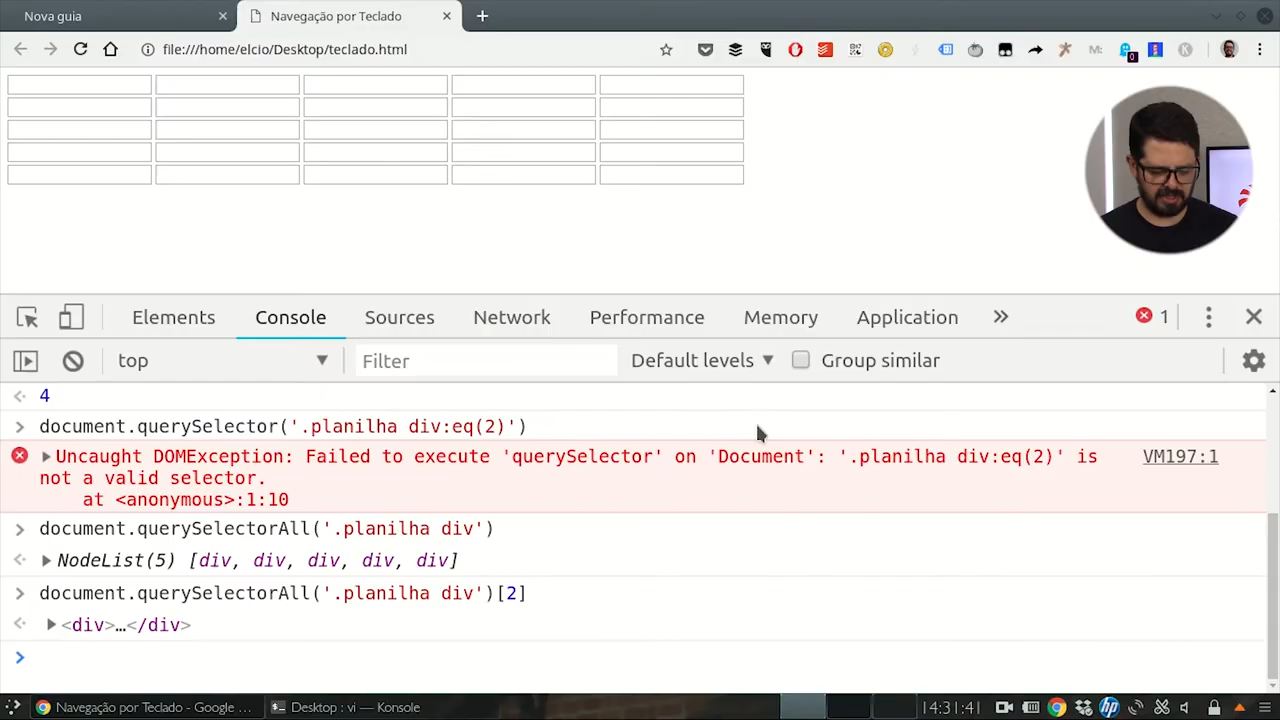 Nova guia
Navegação por Teclado
file:///home/elcio/Desktop/teclado.html
M:
0
Elements Console Sources Network Performance Memory Application » 1
top Filter Default levels Group similar
4
document.querySelector('.planilha div:eq(2)')
Uncaught DOMException: Failed to execute 'querySelector' on 'Document': '.planilha div:eq(2)' is VM197:1
not a valid selector.
at <anonymous>:1:10
document.querySelectorAll('.planilha div')
NodeList(5) [div, div, div, div, div]
document.querySelectorAll('.planilha div')[2]
<div>…</div>
Navegação por Teclado - Google ... Desktop : vi — Konsole 14:31:41